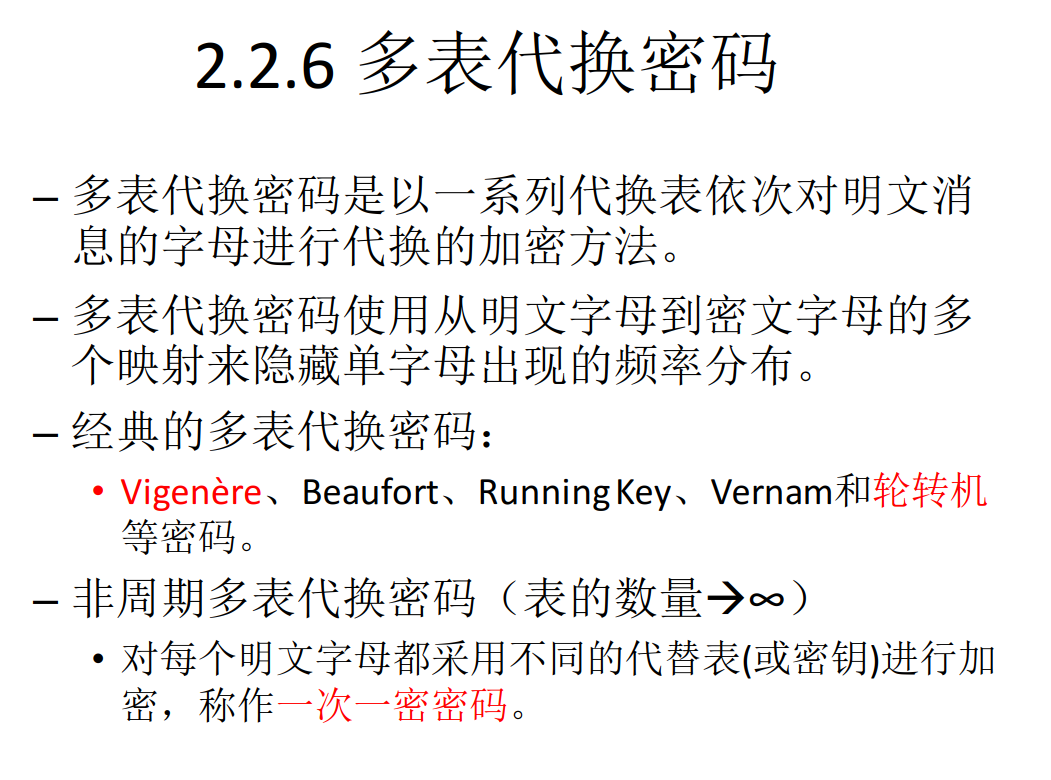 2.2.6 多表代换密码
– 多表代换密码是以一系列代换表依次对明文消
息的字母进行代换的加密方法。
– 多表代换密码使用从明文字母到密文字母的多
个映射来隐藏单字母出现的频率分布。
– 经典的多表代换密码：
• Vigenère、Beaufort、Running Key、Vernam和轮转机
等密码。
– 非周期多表代换密码（表的数量→∞）
• 对每个明文字母都采用不同的代替表(或密钥)进行加
密，称作一次一密密码。